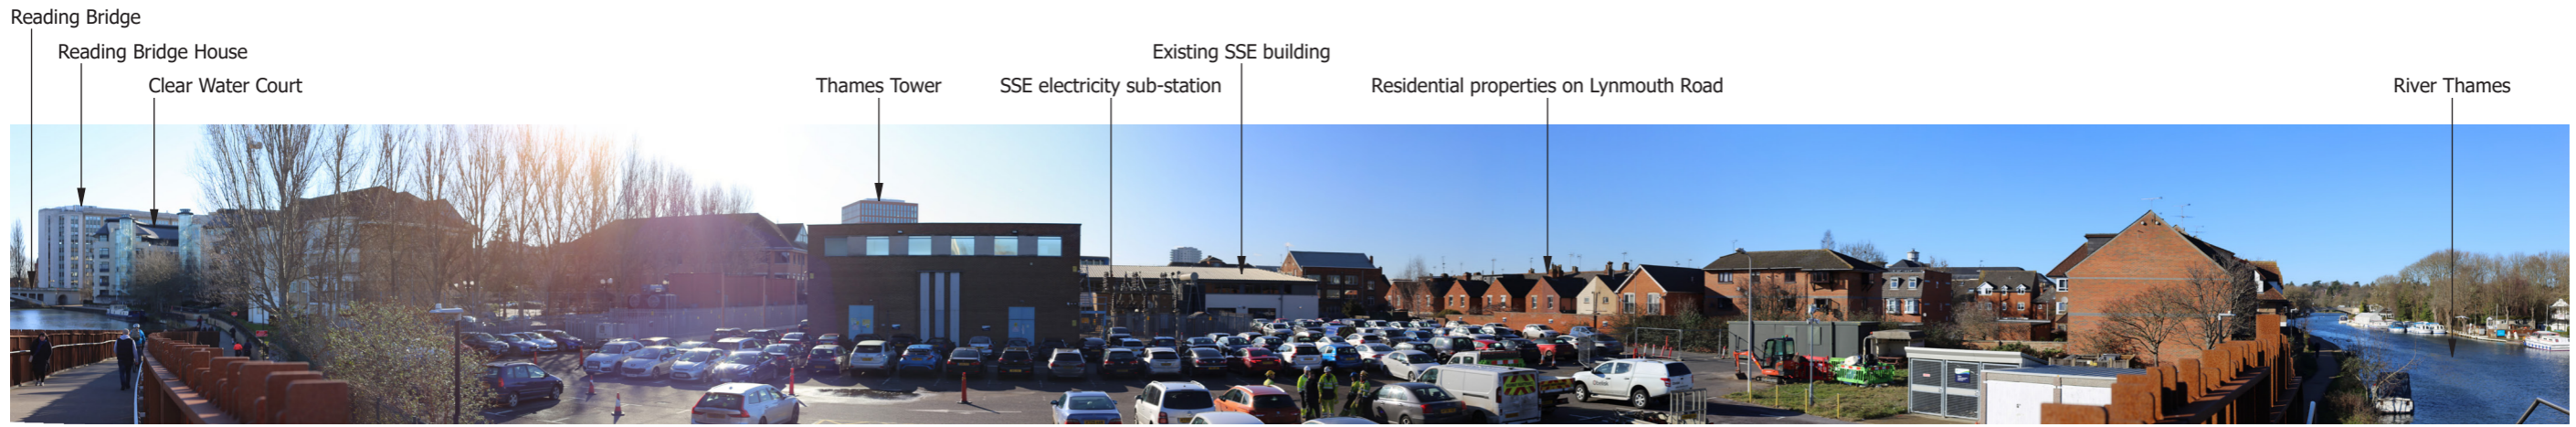 Reading Bridge
Reading Bridge House
Existing SSE building
Clear Water Court
Thames Tower
SSE electricity sub-station
Residential properties on Lynmouth Road
River Thames